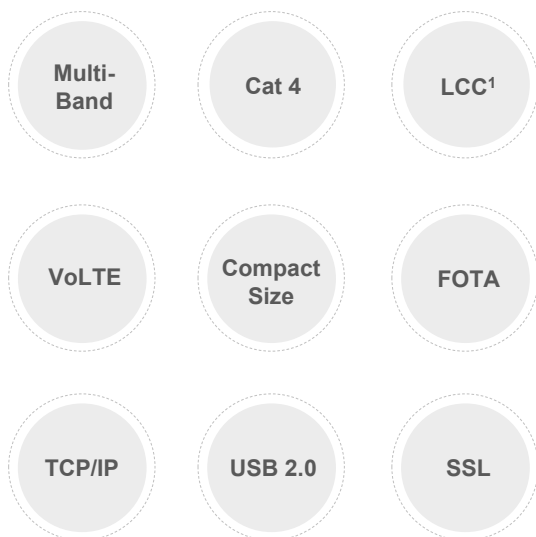 Multi-
Band
Cat 4
LCC¹
VoLTE
Compact
Size
FOTA
TCP/IP
USB 2.0
SSL